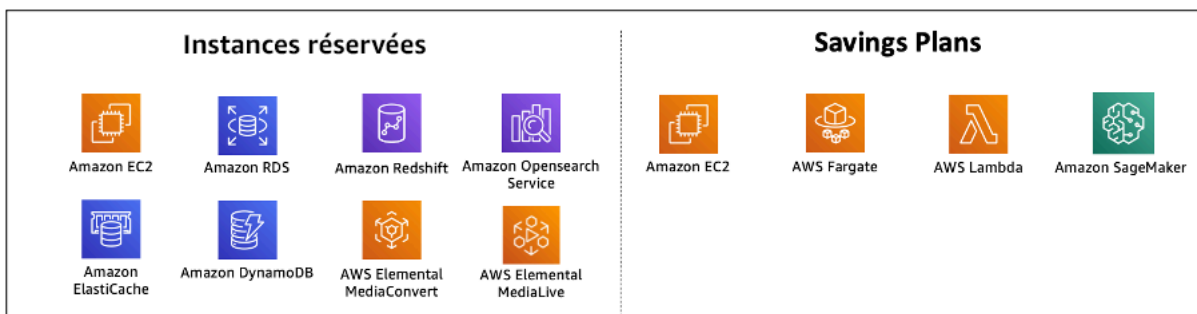 Instances réservées
Amazon EC2
Amazon RDS
Amazon Redshift
Amazon Opensearch
Service
Amazon
ElastiCache
Amazon DynamoDB
AWS Elemental
MediaConvert
AWS Elemental
MediaLive
Savings Plans
Amazon EC2
AWS Fargate
AWS Lambda
Amazon SageMaker